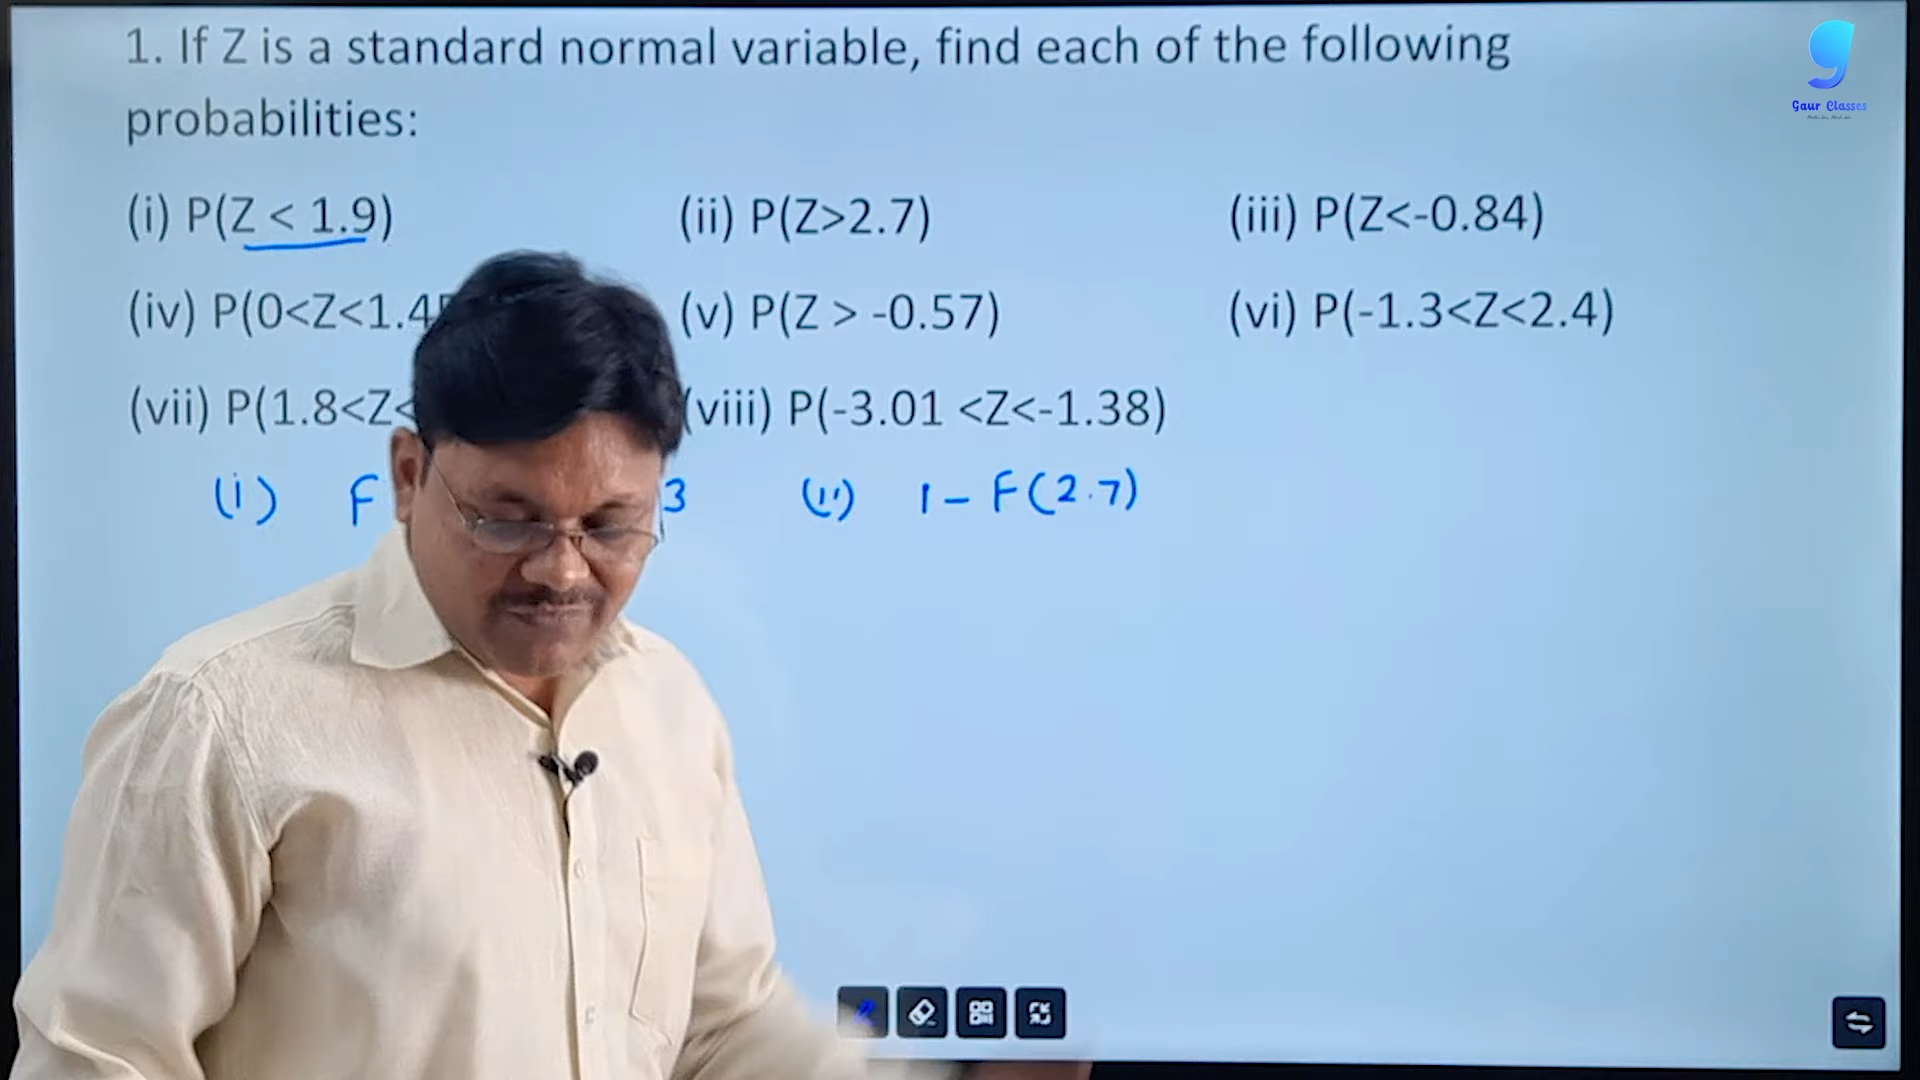 1. If Z is a standard normal variable, find each of the following
probabilities:
(i) P(Z < 1.9) (ii) P(Z>2.7) (iii) P(Z<-0.84)
(iv) P(0<Z<1.4 (v) P(Z > -0.57) (vi) P(-1.3<Z<2.4)
(vii) P(1.8<Z< (viii) P(-3.01 <Z<-1.38)
(i) F 3 (ii) 1 - F(2.7)
Gaur Classes